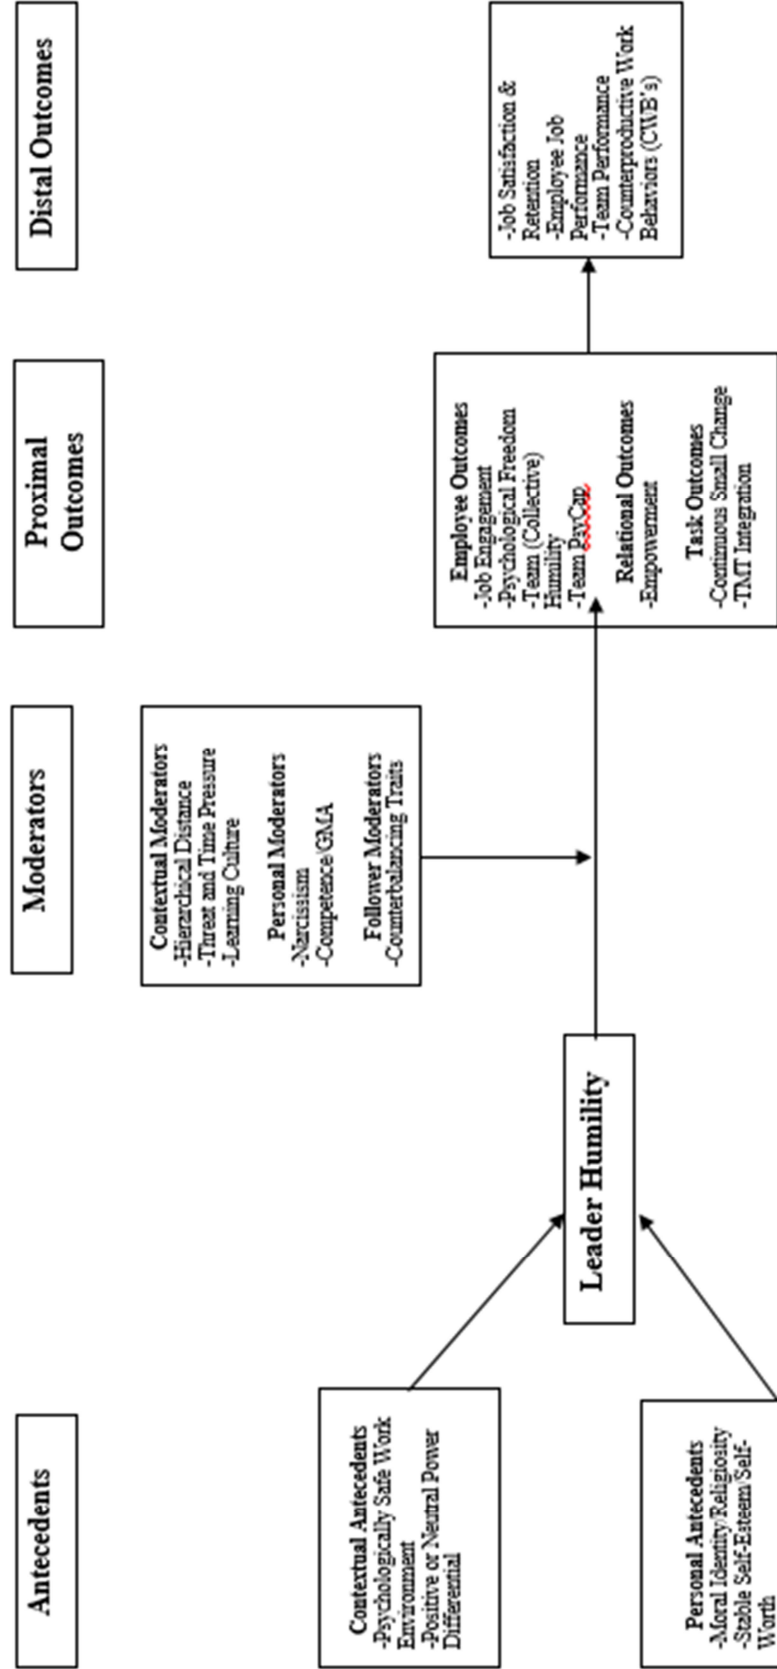 Antecedents
Moderators
Proximal
Outcomes
Distal Outcomes
Contextual Antecedents
-Psychologically Safe Work
Environment
-Positive or Neutral Power
Differential
Personal Antecedents
-Moral Identity/Religiosity
-Stable Self-Esteem/Self-
Worth
Leader Humility
Contextual Moderators
-Hierarchical Distance
-Threat and Time Pressure
-Learning Culture
Personal Moderators
-Narcissism
-Competence/GMA
Follower Moderators
-Counterbalancing Traits
Employee Outcomes
-Job Engagement
-Psychological Freedom
-Team (Collective)
Humility
-Team PsyCap
Relational Outcomes
-Empowerment
Task Outcomes
-Continuous Small Change
-TMT Integration
-Job Satisfaction &
Retention
-Employee Job
Performance
-Team Performance
-Counterproductive Work
Behaviors (CWB's)